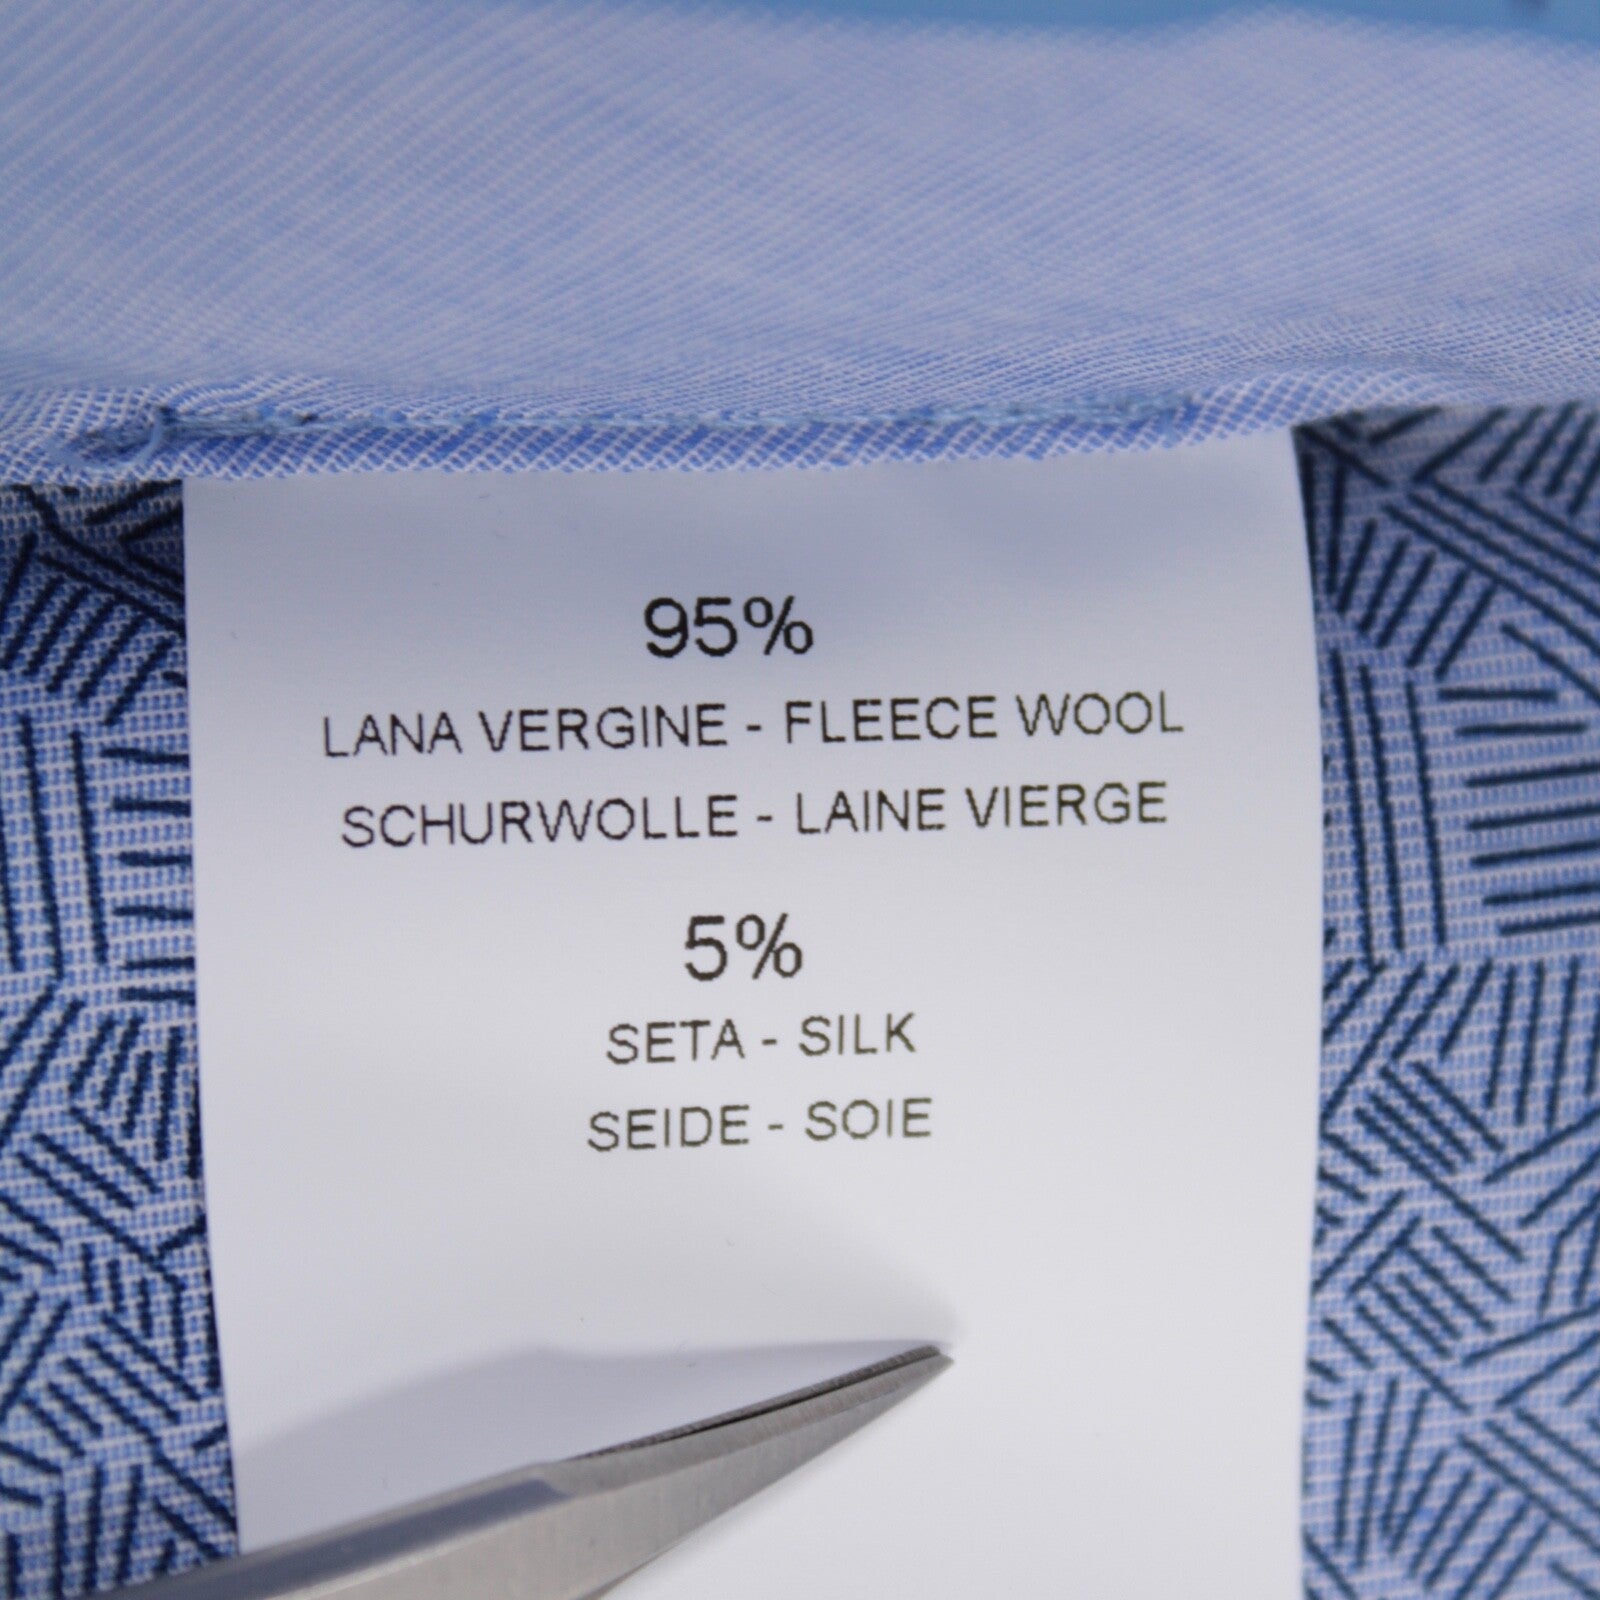 95%
LANA VERGINE - FLEECE WOOL
SCHURWOLLE - LAINE VIERGE
5%
SETA - SILK
SEIDE - SOIE